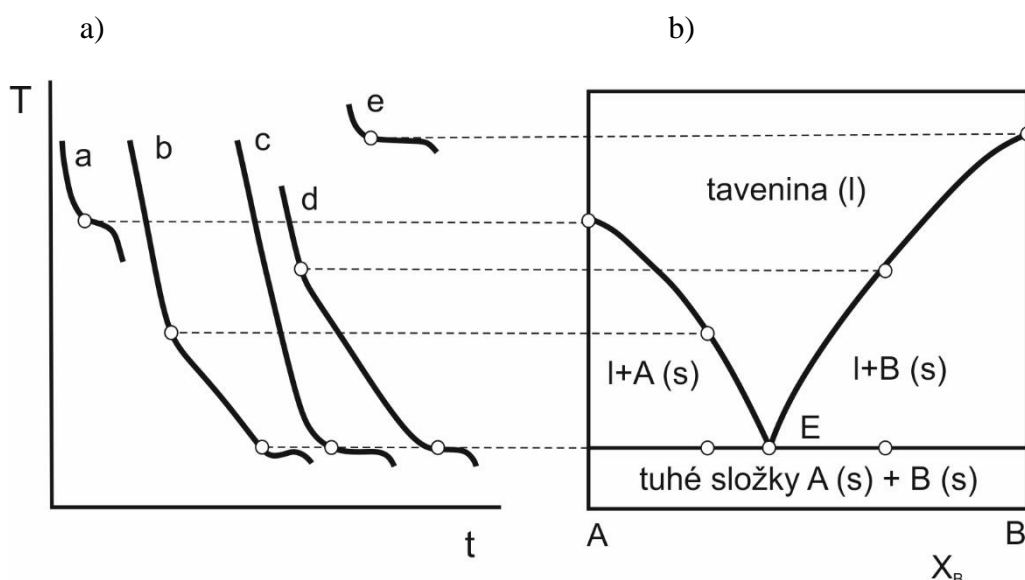 a)
b)
T
a
b
c
d
e
t
tavenina (l)
l+A (s)
l+B (s)
E
tuhé složky A (s) + B (s)
A
B
X_B